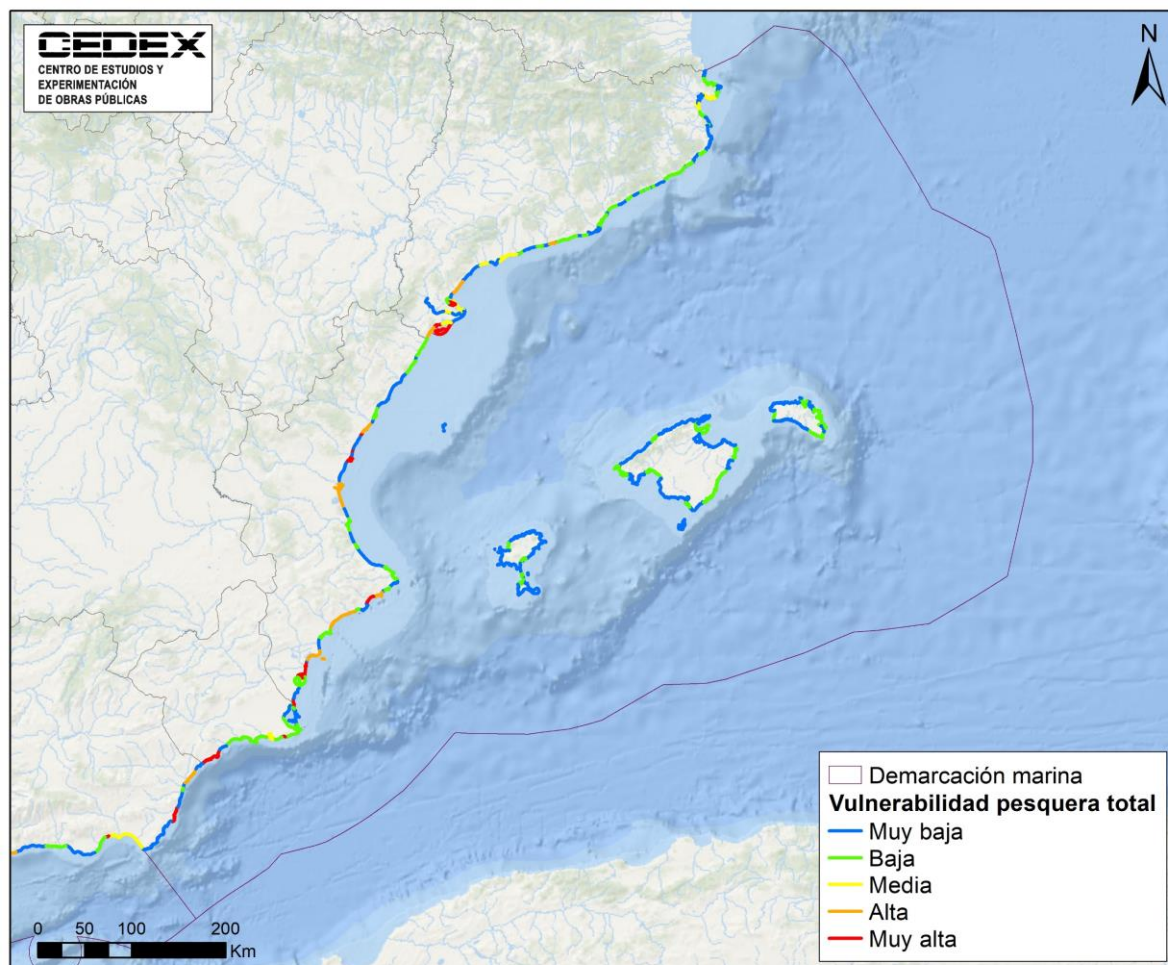 CEDEX
CENTRO DE ESTUDIOS Y
EXPERIMENTACIÓN
DE OBRAS PÚBLICAS
N
Demarcación marina
Vulnerabilidad pesquera total
Muy baja
Baja
Media
Alta
Muy alta
0 50 100 200
Km